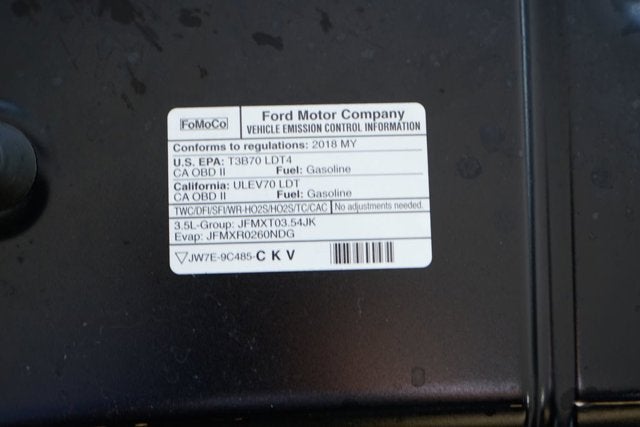 FoMoCo
Ford Motor Company
VEHICLE EMISSION CONTROL INFORMATION
Conforms to regulations: 2018 MY
U.S. EPA: T3B70 LDT4
CA OBD II Fuel: Gasoline
California: ULEV70 LDT
CA OBD II Fuel: Gasoline
TWC/DFI/SFI/WR-HO2S/HO2S/TC/CAC No adjustments needed.
3.5L-Group: JFMXT03.54JK
Evap: JFMXR0260NDG
JW7E-9C485-C K V